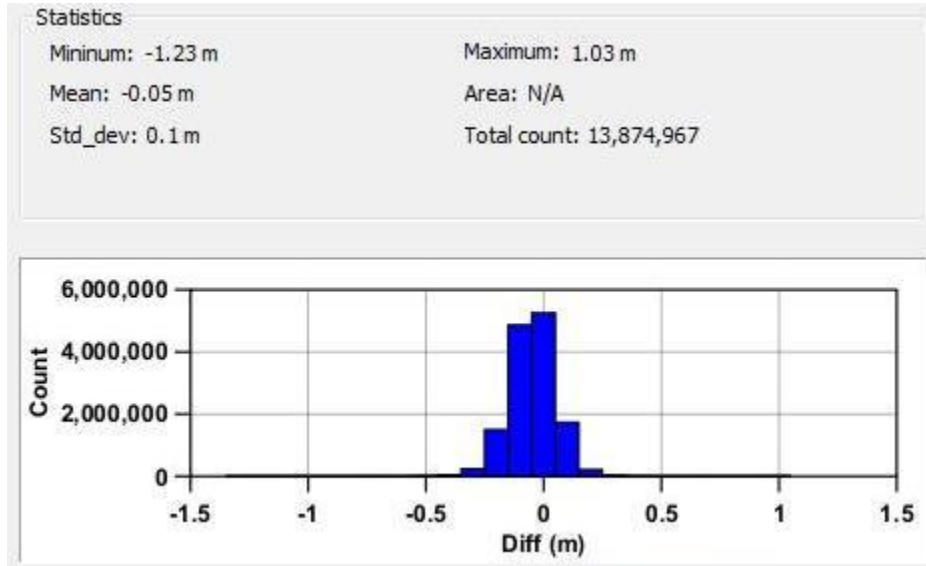 Statistics
Mininum: -1.23 m
Maximum: 1.03 m
Mean: -0.05 m
Area: N/A
Std_dev: 0.1 m
Total count: 13,874,967
6,000,000
4,000,000
2,000,000
0
Count
-1.5 -1 -0.5 0 0.5 1 1.5
Diff (m)